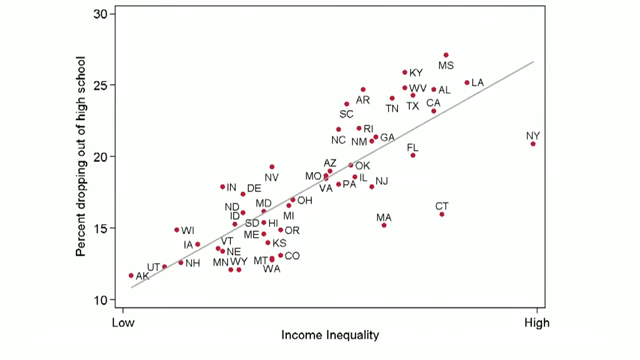 30
25
20
15
10
Percent dropping out of high school
MS
KY
LA
WV
AL
AR
TN
TX
SC
CA
NC
RI
GA
NM
NY
FL
AZ
OK
NV
MO
IL
VA
PA
NJ
IN
DE
OH
MD
MI
ND
CT
ID
SD
HI
MA
WI
ME
OR
IA
VT
KS
NE
CO
MT
NH
MN
WY
WA
UT
AK
Low
High
Income Inequality